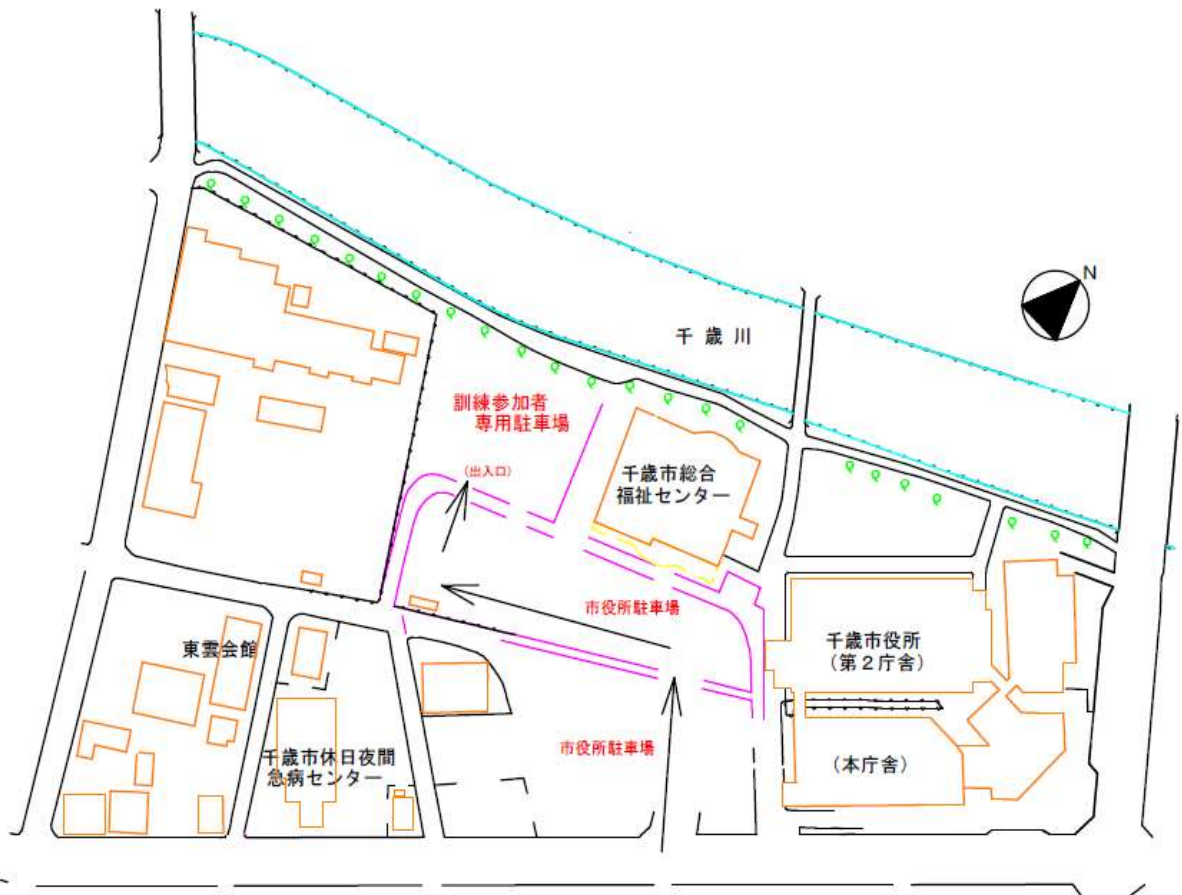 N
千歳川
訓練参加者
専用駐車場
(出入口)
千歳市総合
福祉センター
市役所駐車場
千歳市役所
(第2庁舎)
東雲会館
市役所駐車場
千歳市休日夜間
急病センター
(本庁舎)